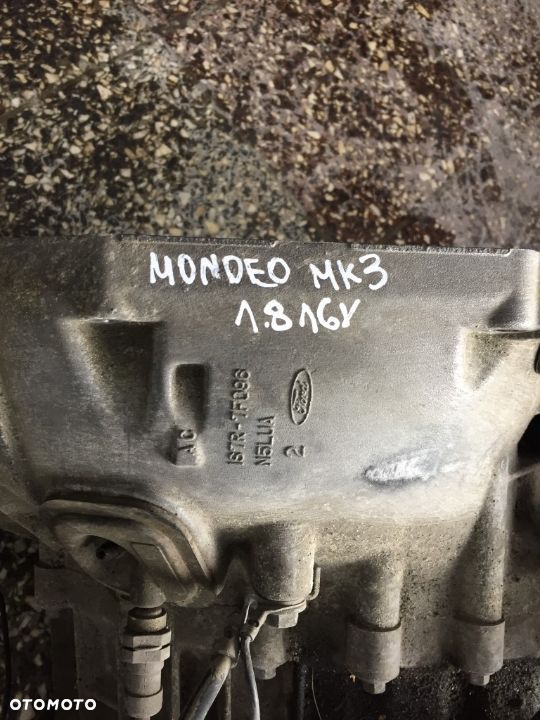 MONDEO MK3
1.8 16V
AC
1S7R-7F096
N5LUA
2
Ford
OTOMOTO